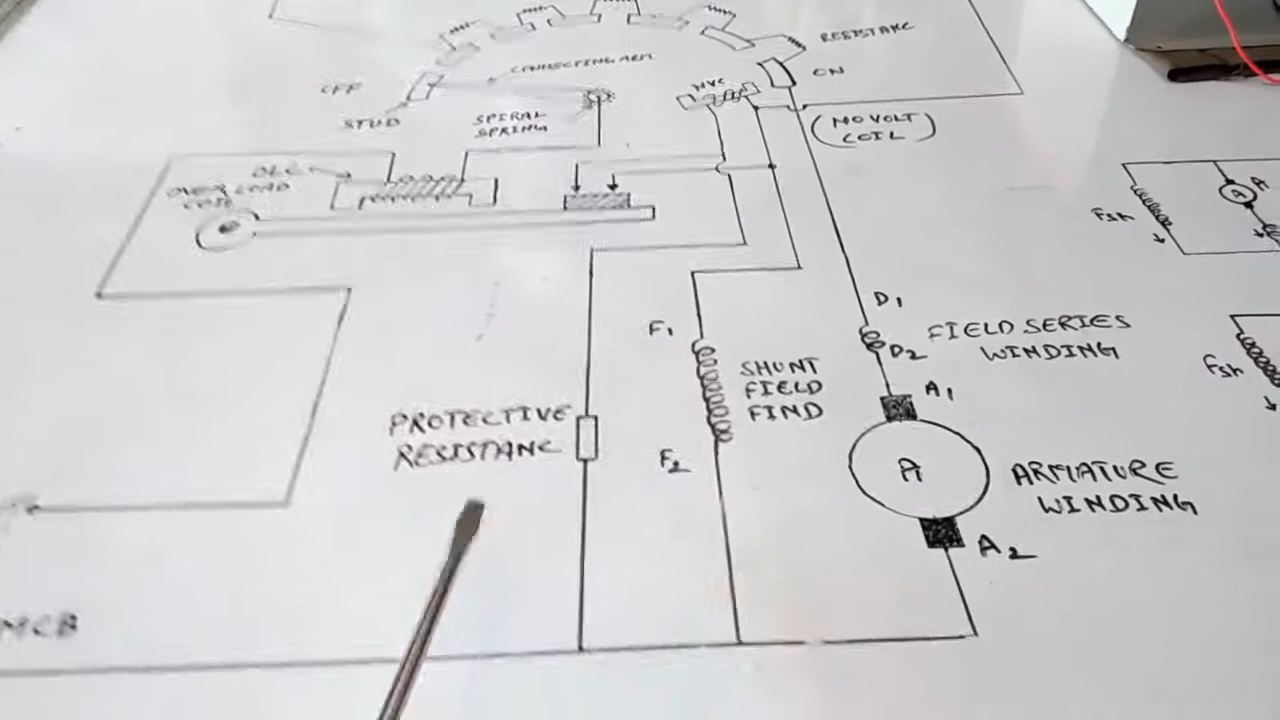 RESISTANC
CONNECTING ARM
ON
OFF
NVC
STUD
SPIRAL
SPRING
(NO VOLT
COIL)
OLC
OVER LOAD
COIL
A
Fsh
D1
F1
FIELD SERIES
WINDING
D2
SHUNT
FIELD
FIND
Fsh
A1
PROTECTIVE
RESISTANC
F2
A
ARMATURE
WINDING
A2
MCB